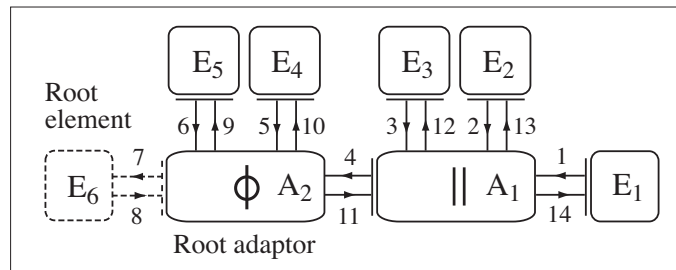 E5 E4 E3 E2
Root
element
6 9 5 10 3 12 2 13
7 4 1
E6 ϕ A2 || A1 E1
8 11 14
Root adaptor